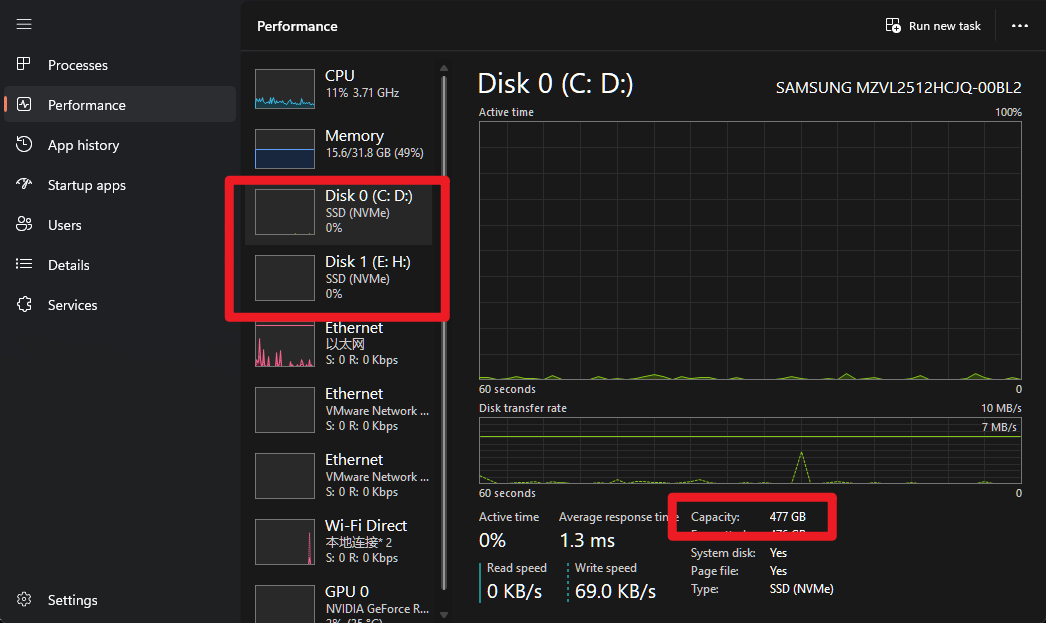 Performance
Run new task
Processes
Performance
App history
Startup apps
Users
Details
Services
Settings
CPU
11% 3.71 GHz
Memory
15.6/31.8 GB (49%)
Disk 0 (C: D:)
SSD (NVMe)
0%
Disk 1 (E: H:)
SSD (NVMe)
0%
Ethernet
以太网
S: 0 R: 0 Kbps
Ethernet
VMware Network ...
S: 0 R: 0 Kbps
Ethernet
VMware Network ...
S: 0 R: 0 Kbps
Wi-Fi Direct
本地连接* 2
S: 0 R: 0 Kbps
GPU 0
NVIDIA GeForce R...
Disk 0 (C: D:)
SAMSUNG MZVL2512HCJQ-00BL2
Active time
100%
60 seconds
0
Disk transfer rate
10 MB/s
7 MB/s
60 seconds
0
Active time
0%
Average response time
1.3 ms
Read speed
0 KB/s
Write speed
69.0 KB/s
Capacity: 477 GB
System disk: Yes
Page file: Yes
Type: SSD (NVMe)